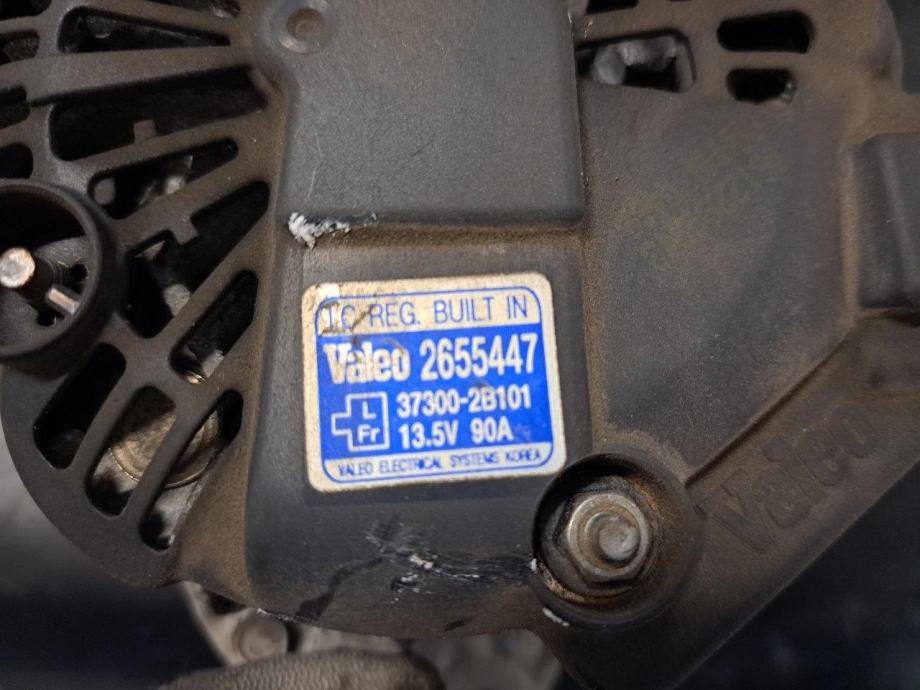 I.C REG. BUILT IN
Valeo 2655447
L
Fr
37300-2B101
13.5V 90A
VALEO ELECTRICAL SYSTEMS KOREA
Valeo